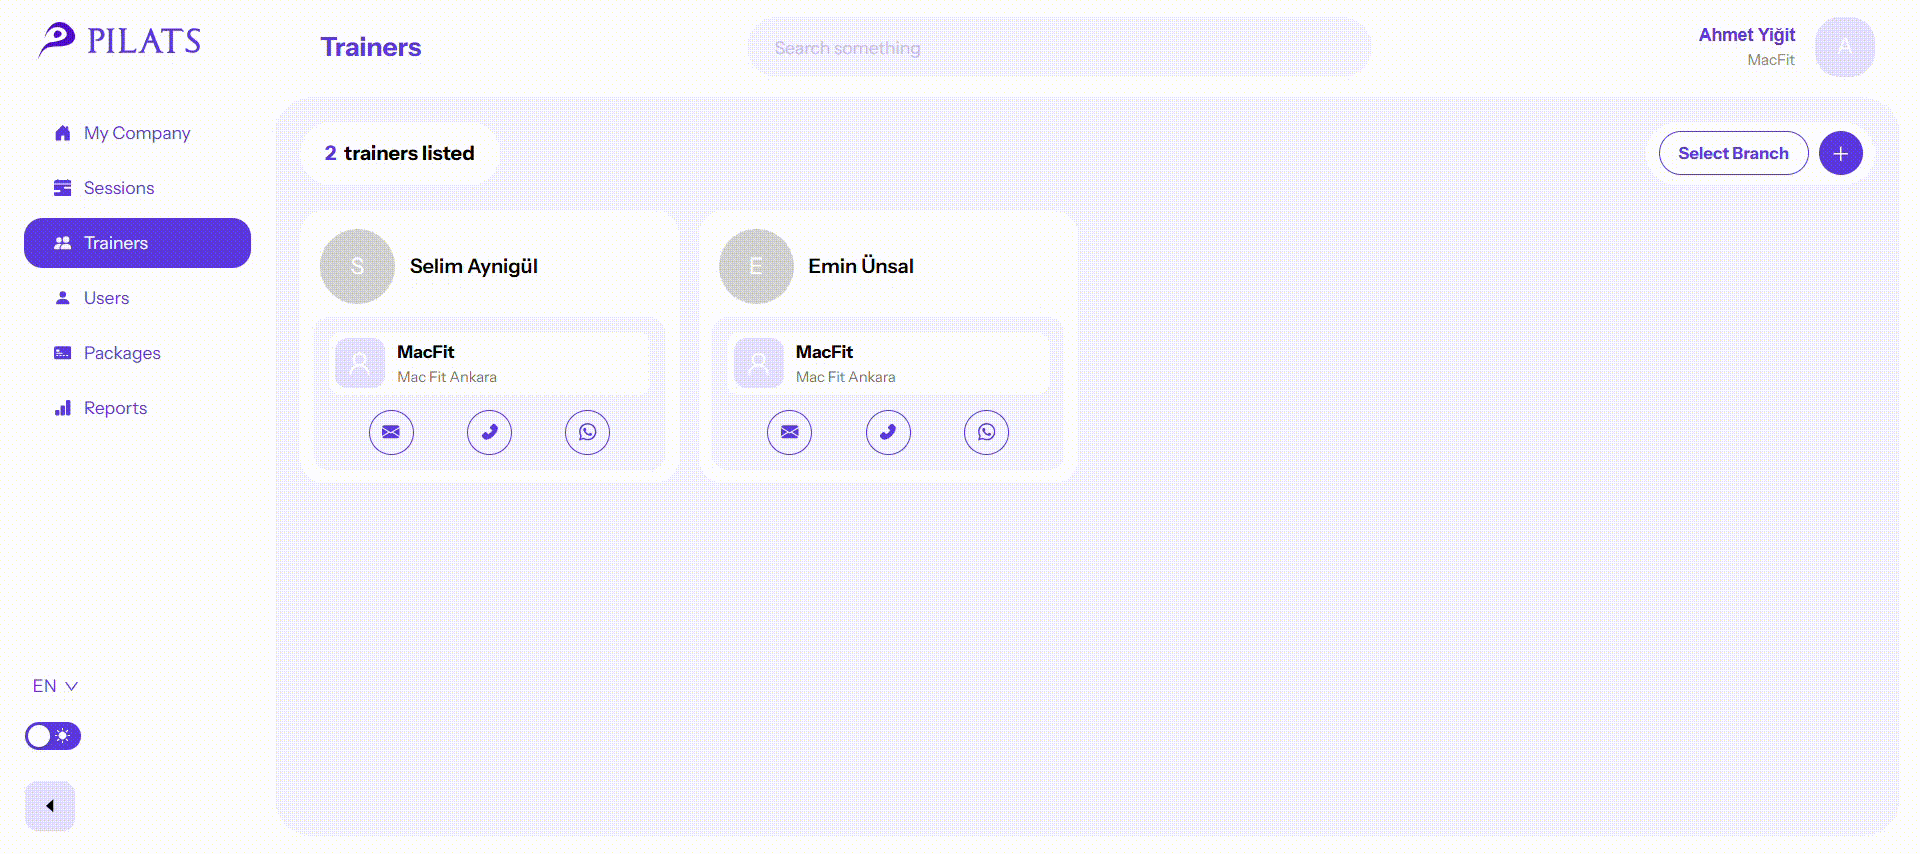 PILATS
Trainers
Search something
Ahmet Yiğit
MacFit
A
My Company
Sessions
Trainers
Users
Packages
Reports
EN
2 trainers listed
Select Branch
S
Selim Aynigül
MacFit
Mac Fit Ankara
E
Emin Ünsal
MacFit
Mac Fit Ankara